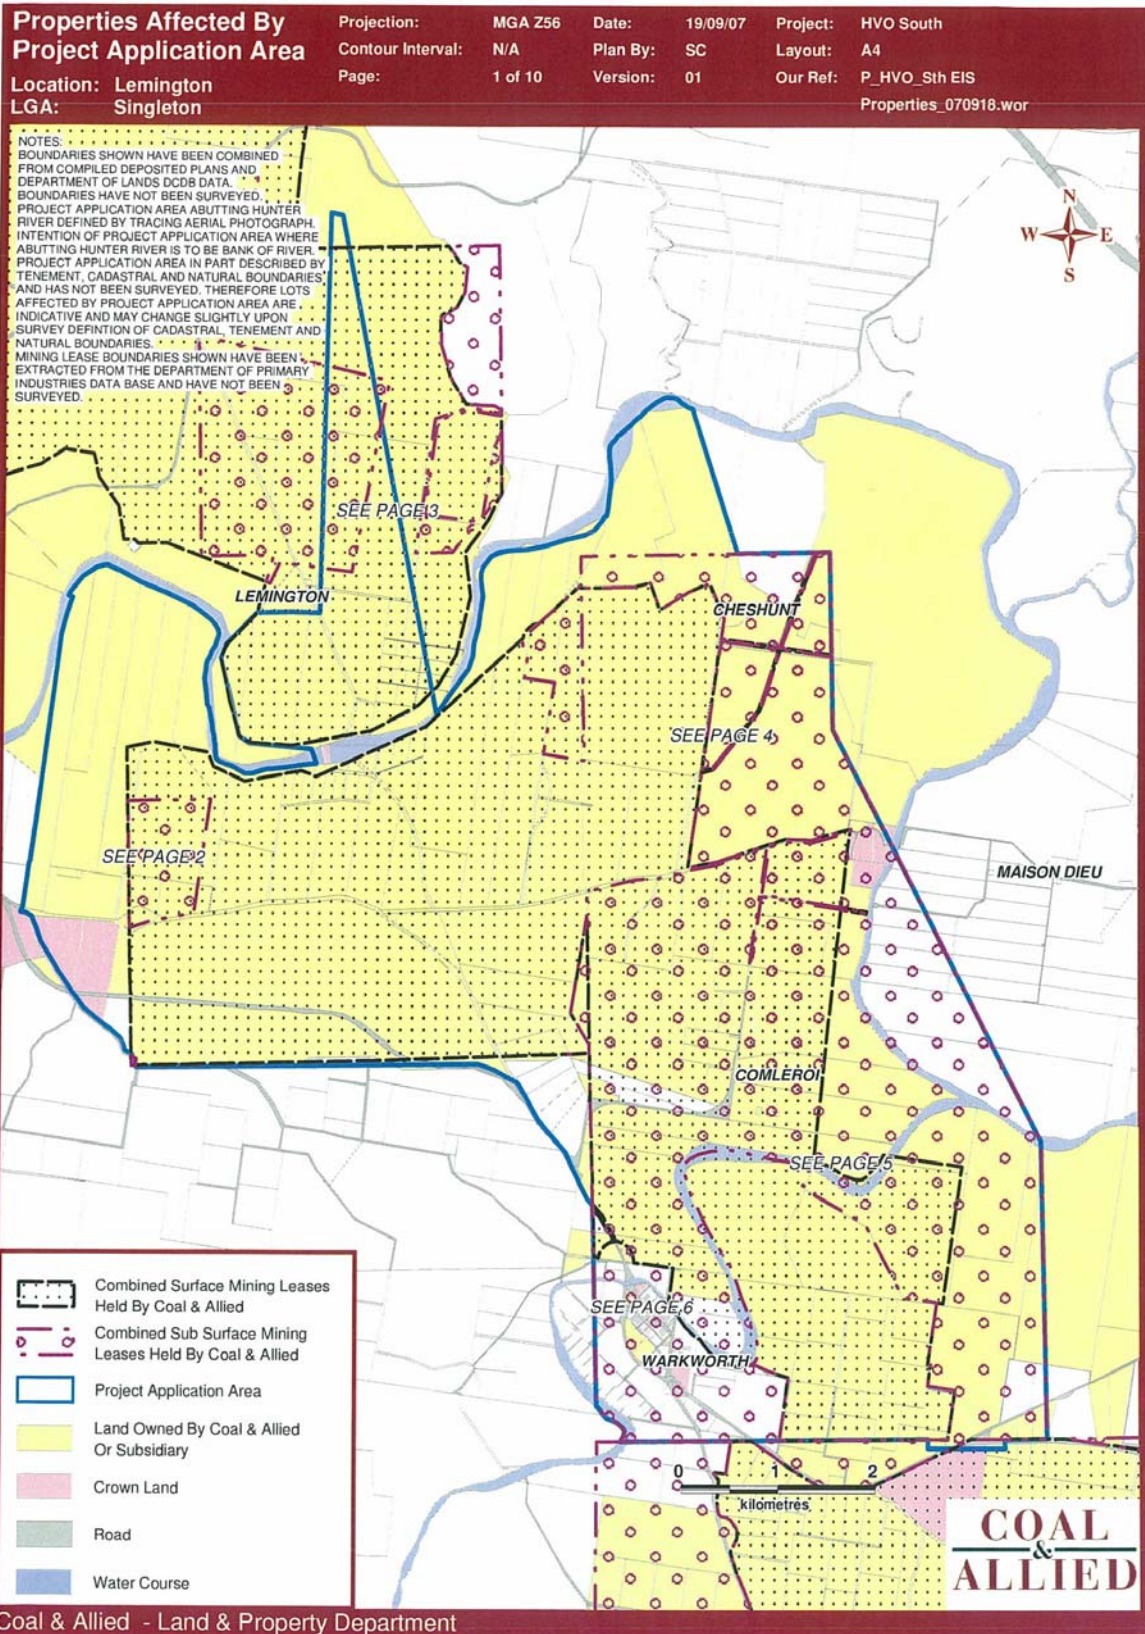 Properties Affected By
Project Application Area
Location: Lemington
LGA: Singleton
Projection: MGA Z56
Contour Interval: N/A
Page: 1 of 10
Date: 19/09/07
Plan By: SC
Version: 01
Project: HVO South
Layout: A4
Our Ref: P_HVO_Sth EIS
Properties_070918.wor
NOTES:
BOUNDARIES SHOWN HAVE BEEN COMBINED
FROM COMPILED DEPOSITED PLANS AND
DEPARTMENT OF LANDS DCDB DATA.
BOUNDARIES HAVE NOT BEEN SURVEYED.
PROJECT APPLICATION AREA ABUTTING HUNTER
RIVER DEFINED BY TRACING AERIAL PHOTOGRAPH.
INTENTION OF PROJECT APPLICATION AREA WHERE
ABUTTING HUNTER RIVER IS TO BE BANK OF RIVER.
PROJECT APPLICATION AREA IN PART DESCRIBED BY
TENEMENT, CADASTRAL AND NATURAL BOUNDARIES
AND HAS NOT BEEN SURVEYED. THEREFORE LOTS
AFFECTED BY PROJECT APPLICATION AREA ARE
INDICATIVE AND MAY CHANGE SLIGHTLY UPON
SURVEY DEFINTION OF CADASTRAL, TENEMENT AND
NATURAL BOUNDARIES.
MINING LEASE BOUNDARIES SHOWN HAVE BEEN
EXTRACTED FROM THE DEPARTMENT OF PRIMARY
INDUSTRIES DATA BASE AND HAVE NOT BEEN
SURVEYED.
N
W E
S
SEE PAGE 3
LEMINGTON
CHESHUNT
SEE PAGE 4
SEE PAGE 2
MAISON DIEU
COMLEROI
SEE PAGE 5
SEE PAGE 6
WARKWORTH
Combined Surface Mining Leases
Held By Coal & Allied
Combined Sub Surface Mining
Leases Held By Coal & Allied
Project Application Area
Land Owned By Coal & Allied
Or Subsidiary
Crown Land
Road
Water Course
0 1 2
kilometres
COAL
&
ALLIED
Coal & Allied - Land & Property Department